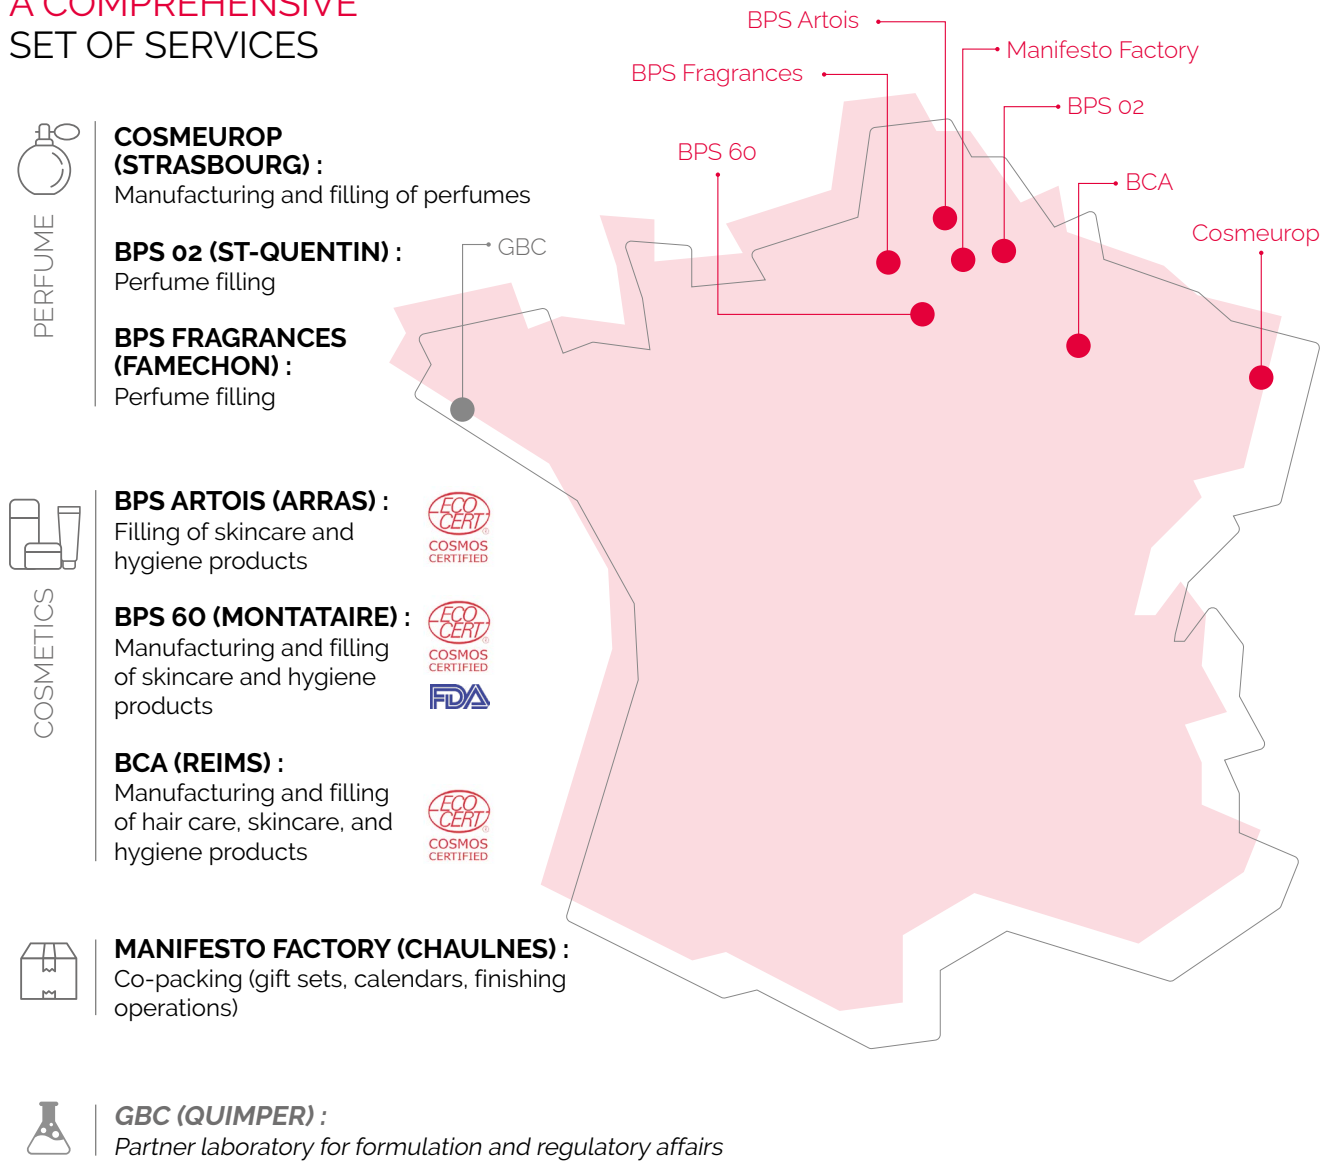 A COMPREHENSIVE
SET OF SERVICES
PERFUME
COSMEUROP
(STRASBOURG) :
Manufacturing and filling of perfumes
BPS 02 (ST-QUENTIN) :
Perfume filling
BPS FRAGRANCES
(FAMECHON) :
Perfume filling
COSMETICS
BPS ARTOIS (ARRAS) :
Filling of skincare and
hygiene products
ECO
CERT®
COSMOS
CERTIFIED
BPS 60 (MONTATAIRE) :
Manufacturing and filling
of skincare and hygiene
products
ECO
CERT®
COSMOS
CERTIFIED
FDA
BCA (REIMS) :
Manufacturing and filling
of hair care, skincare, and
hygiene products
ECO
CERT®
COSMOS
CERTIFIED
MANIFESTO FACTORY (CHAULNES) :
Co-packing (gift sets, calendars, finishing
operations)
GBC (QUIMPER) :
Partner laboratory for formulation and regulatory affairs
BPS Artois
Manifesto Factory
BPS Fragrances
BPS 02
BPS 60
BCA
Cosmeurop
GBC